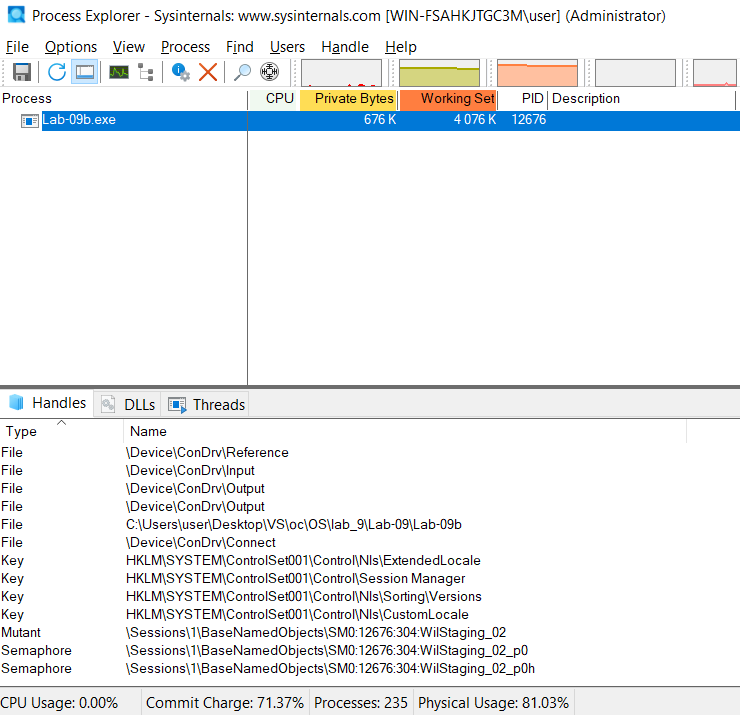 Process Explorer - Sysinternals: www.sysinternals.com [WIN-FSAHKJTGC3M\user] (Administrator)
File Options View Process Find Users Handle Help
Process CPU Private Bytes Working Set PID Description
Lab-09b.exe 676 K 4 076 K 12676
Handles DLLs Threads
Type Name
File \Device\ConDrv\Reference
File \Device\ConDrv\Input
File \Device\ConDrv\Output
File \Device\ConDrv\Output
File C:\Users\user\Desktop\VS\oc\OS\lab_9\Lab-09\Lab-09b
File \Device\ConDrv\Connect
Key HKLM\SYSTEM\ControlSet001\Control\Nls\ExtendedLocale
Key HKLM\SYSTEM\ControlSet001\Control\Session Manager
Key HKLM\SYSTEM\ControlSet001\Control\Nls\Sorting\Versions
Key HKLM\SYSTEM\ControlSet001\Control\Nls\CustomLocale
Mutant \Sessions\1\BaseNamedObjects\SM0:12676:304:WilStaging_02
Semaphore \Sessions\1\BaseNamedObjects\SM0:12676:304:WilStaging_02_p0
Semaphore \Sessions\1\BaseNamedObjects\SM0:12676:304:WilStaging_02_p0h
CPU Usage: 0.00% Commit Charge: 71.37% Processes: 235 Physical Usage: 81.03%